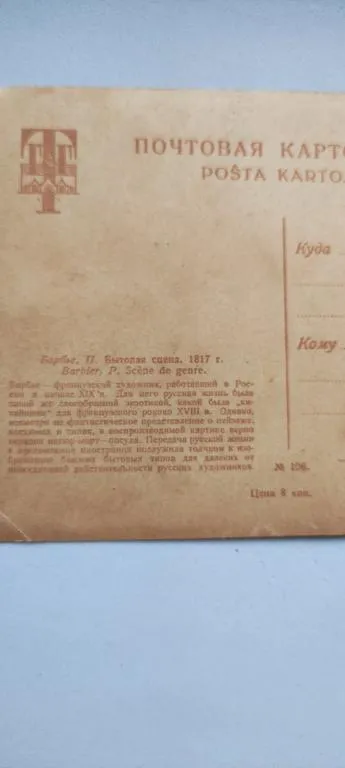 ПОЧТОВАЯ КАРТО
POŜTA KARTO
Куда
Кому
Барбье, П. Бытовая сцена. 1817 г.
Barbier, P. Scène de genre.
Барбье — французский художник, работавший в Рос-
сии в начале XIX в. Для него русская жизнь была
такой же своеобразной экзотикой, какой была „ки-
тайщина“ для французского рококо XVIII в. Однако,
несмотря на фантастическое представление о пейзаже,
костюмах и типах, в воспроизводимой картине верно
передан натюр-морт — посуда. Передача русской жизни
в произведениях иностранцев послужила толчком к изо-
бражению близких бытовых типов для далеких от
повседневной действительности русских художников.
№ 106.
Цена 8 коп.